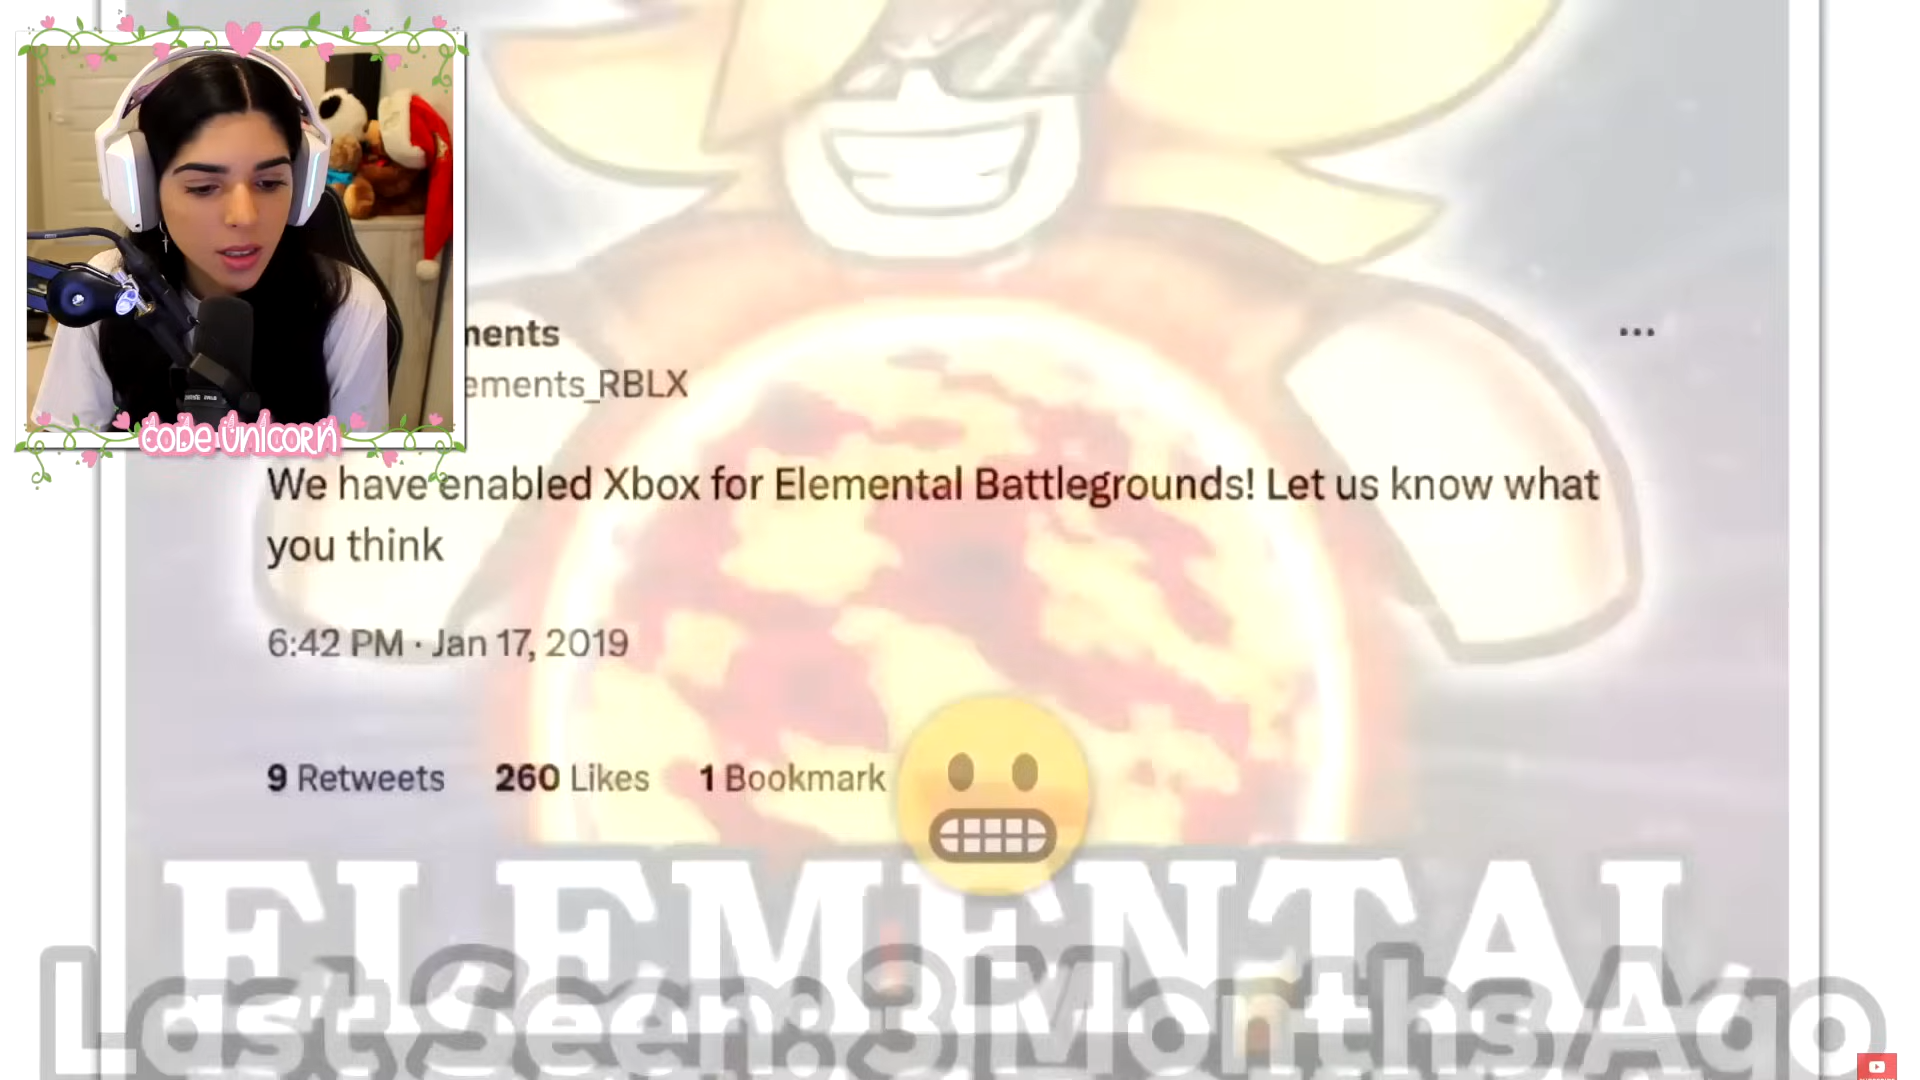 CODE UNICORN
ments
ements_RBLX
We have enabled Xbox for Elemental Battlegrounds! Let us know what
you think
6:42 PM · Jan 17, 2019
9 Retweets 260 Likes 1 Bookmark
ELEMENTAL
Last Seen: 3 Months Ago